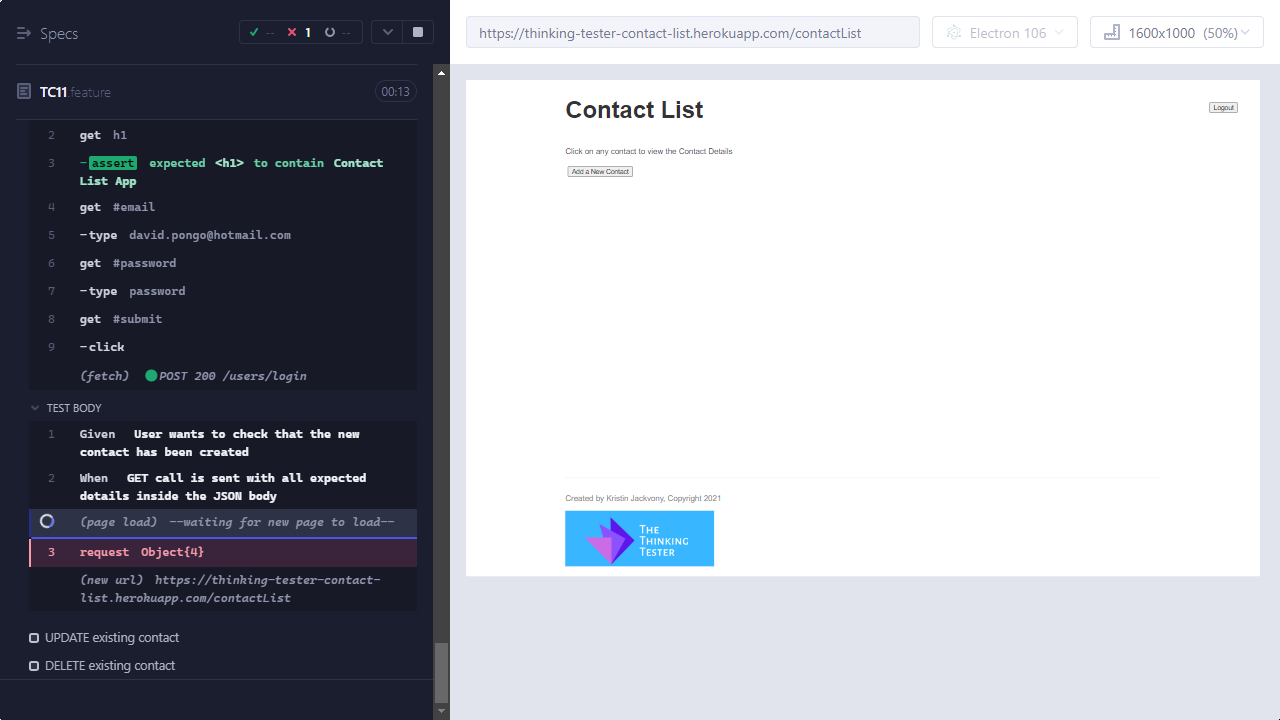 Specs
-- 1 --
TC11.feature
00:13
2 get h1
3 -assert expected <h1> to contain Contact
List App
4 get #email
5 -type david.pongo@hotmail.com
6 get #password
7 -type password
8 get #submit
9 -click
(fetch) POST 200 /users/login
TEST BODY
1 Given User wants to check that the new
contact has been created
2 When GET call is sent with all expected
details inside the JSON body
(page load) --waiting for new page to load--
3 request Object{4}
(new url) https://thinking-tester-contact-
list.herokuapp.com/contactList
UPDATE existing contact
DELETE existing contact
https://thinking-tester-contact-list.herokuapp.com/contactList
Electron 106
1600x1000 (50%)
Contact List
Logout
Click on any contact to view the Contact Details
Add a New Contact
Created by Kristin Jackvony, Copyright 2021
THE
THINKING
TESTER